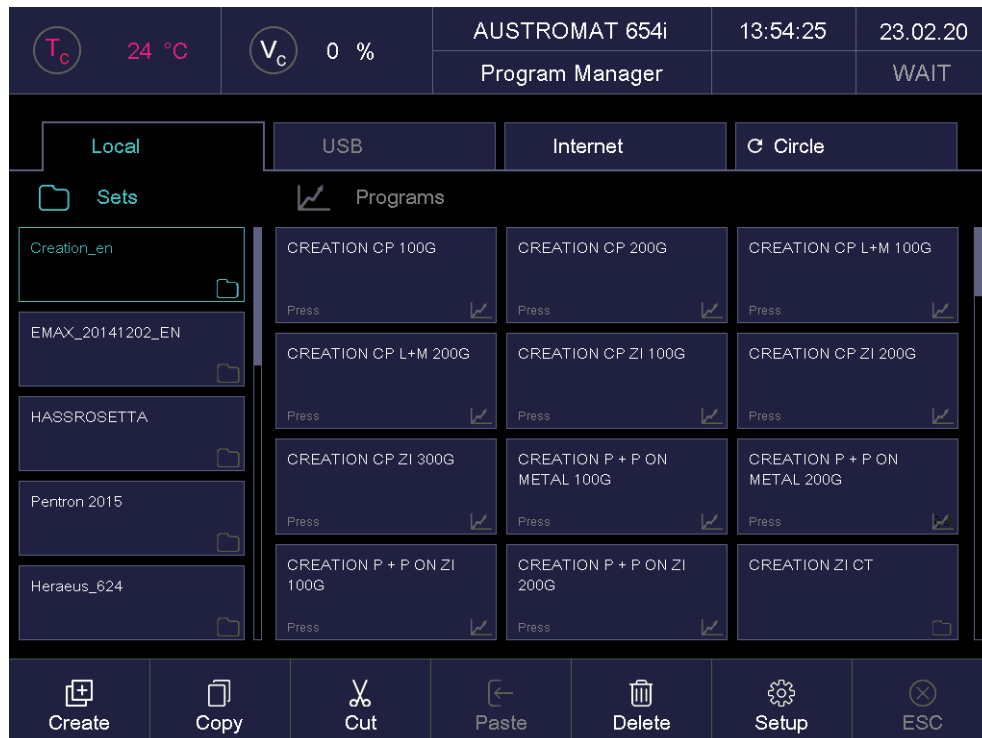 Tc 24 °C Vc 0 % AUSTROMAT 654i 13:54:25 23.02.20
Program Manager WAIT
Local USB Internet Circle
Sets Programs
Creation_en
EMAX_20141202_EN
HASSROSETTA
Pentron 2015
Heraeus_624
CREATION CP 100G
Press
CREATION CP 200G
Press
CREATION CP L+M 100G
Press
CREATION CP L+M 200G
Press
CREATION CP ZI 100G
Press
CREATION CP ZI 200G
Press
CREATION CP ZI 300G
Press
CREATION P + P ON
METAL 100G
Press
CREATION P + P ON
METAL 200G
Press
CREATION P + P ON ZI
100G
Press
CREATION P + P ON ZI
200G
Press
CREATION ZI CT
Create Copy Cut Paste Delete Setup ESC